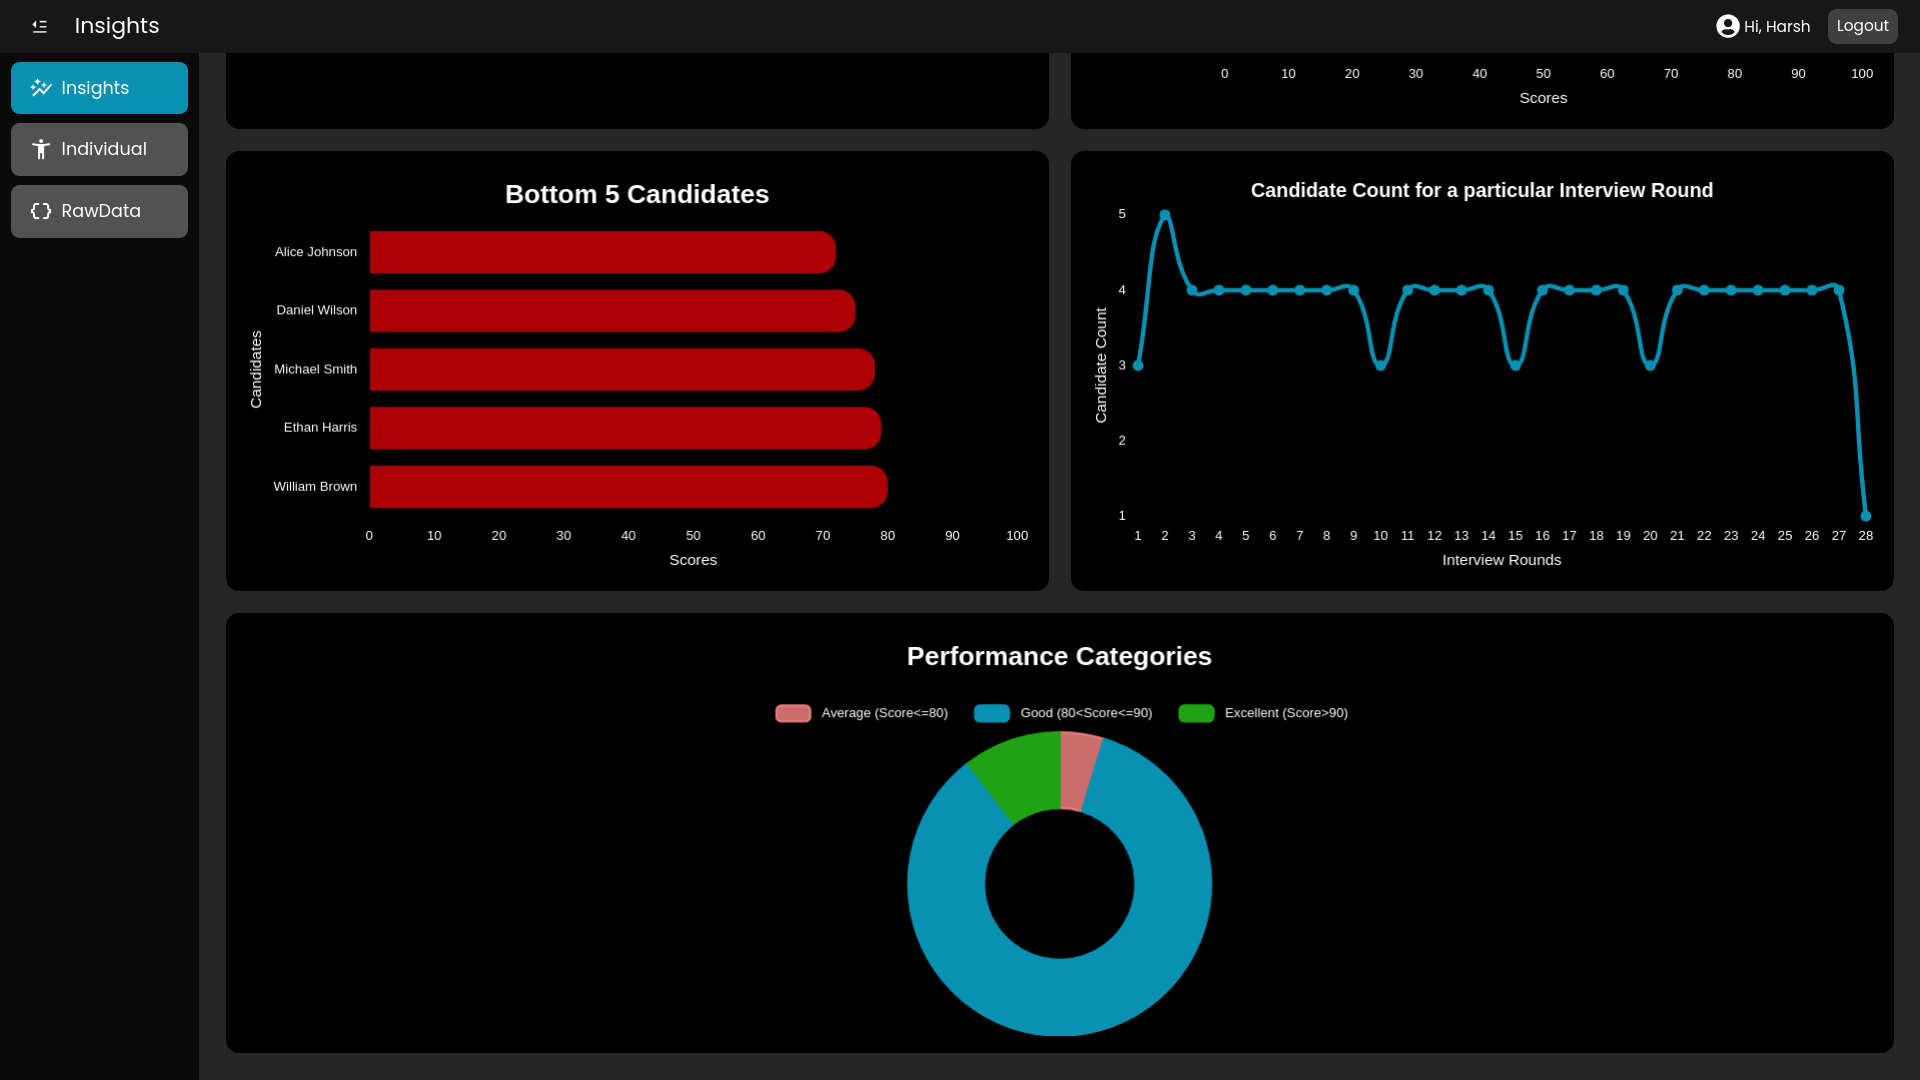 Insights
Hi, Harsh
Logout
Insights
Individual
RawData
0 10 20 30 40 50 60 70 80 90 100
Scores
Bottom 5 Candidates
Candidates
Alice Johnson
Daniel Wilson
Michael Smith
Ethan Harris
William Brown
0 10 20 30 40 50 60 70 80 90 100
Scores
Candidate Count for a particular Interview Round
Candidate Count
5
4
3
2
1
1 2 3 4 5 6 7 8 9 10 11 12 13 14 15 16 17 18 19 20 21 22 23 24 25 26 27 28
Interview Rounds
Performance Categories
Average (Score<=80) Good (80<Score<=90) Excellent (Score>90)